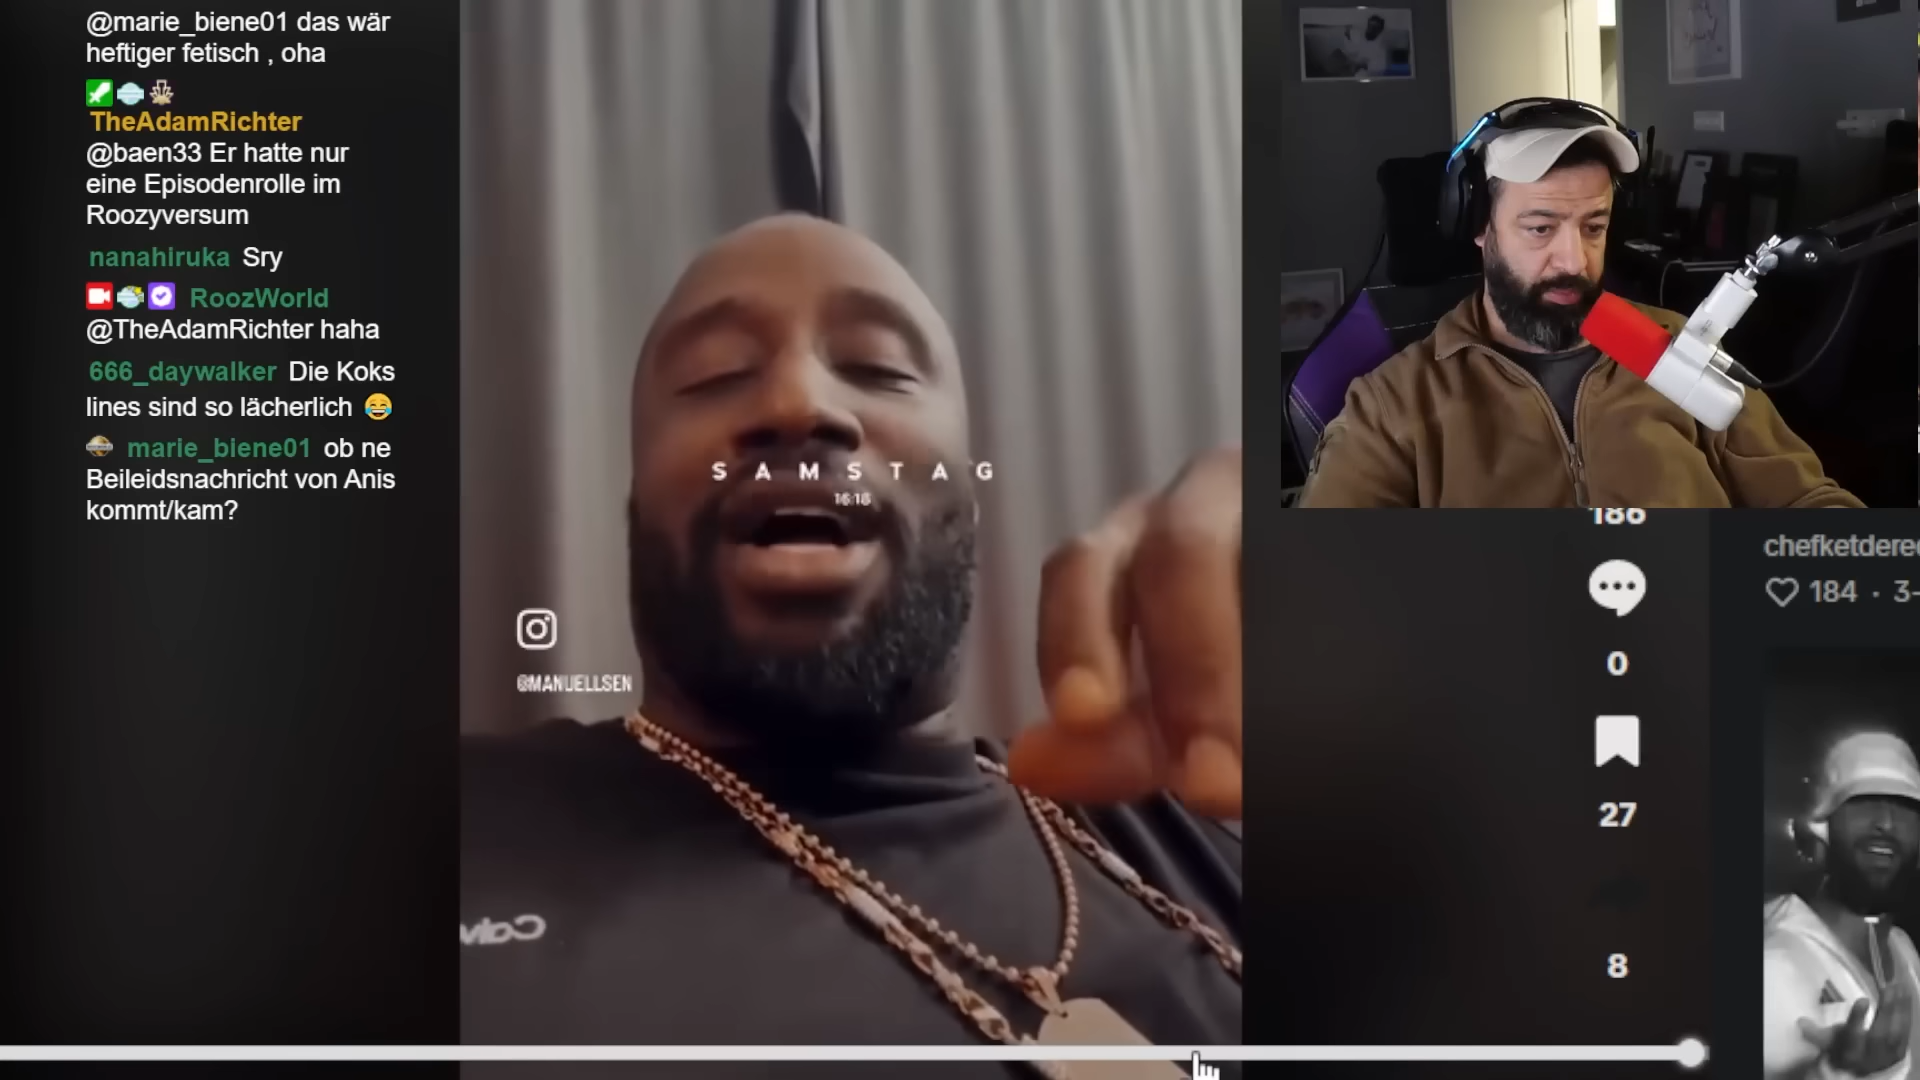 @marie_biene01 das wär
heftiger fetisch , oha
TheAdamRichter
@baen33 Er hatte nur
eine Episodenrolle im
Roozyversum
nanahiruka Sry
RoozWorld
@TheAdamRichter haha
666_daywalker Die Koks
lines sind so lächerlich 😂
marie_biene01 ob ne
Beileidsnachricht von Anis
kommt/kam?
SAMSTAG
16:18
@MANUELLSEN
186
0
27
8
chefketdere
184 · 3-